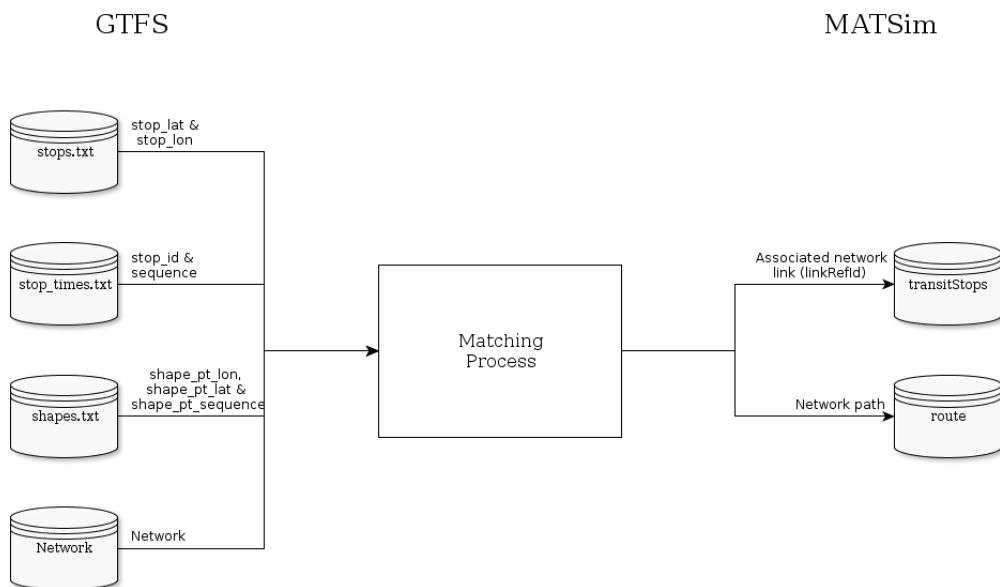 GTFS
MATSim
stop_lat &
stop_lon
stops.txt
stop_id &
sequence
stop_times.txt
shape_pt_lon,
shape_pt_lat &
shape_pt_sequence
shapes.txt
Network
Network
Matching
Process
Associated network
link (linkRefId)
transitStops
Network path
route